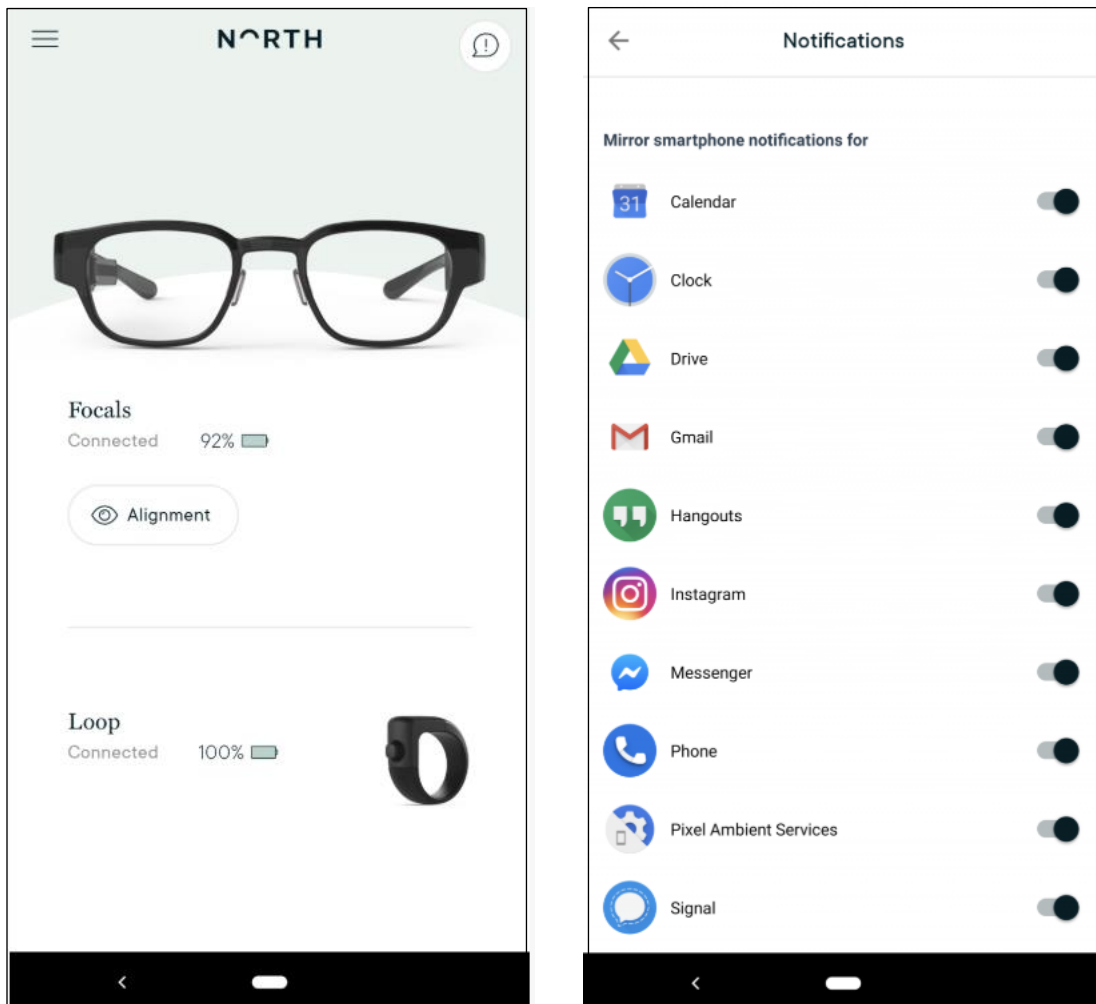 NORTH
Focals
Connected 92%
Alignment
Loop
Connected 100%
Notifications
Mirror smartphone notifications for
31 Calendar
Clock
Drive
Gmail
Hangouts
Instagram
Messenger
Phone
Pixel Ambient Services
Signal